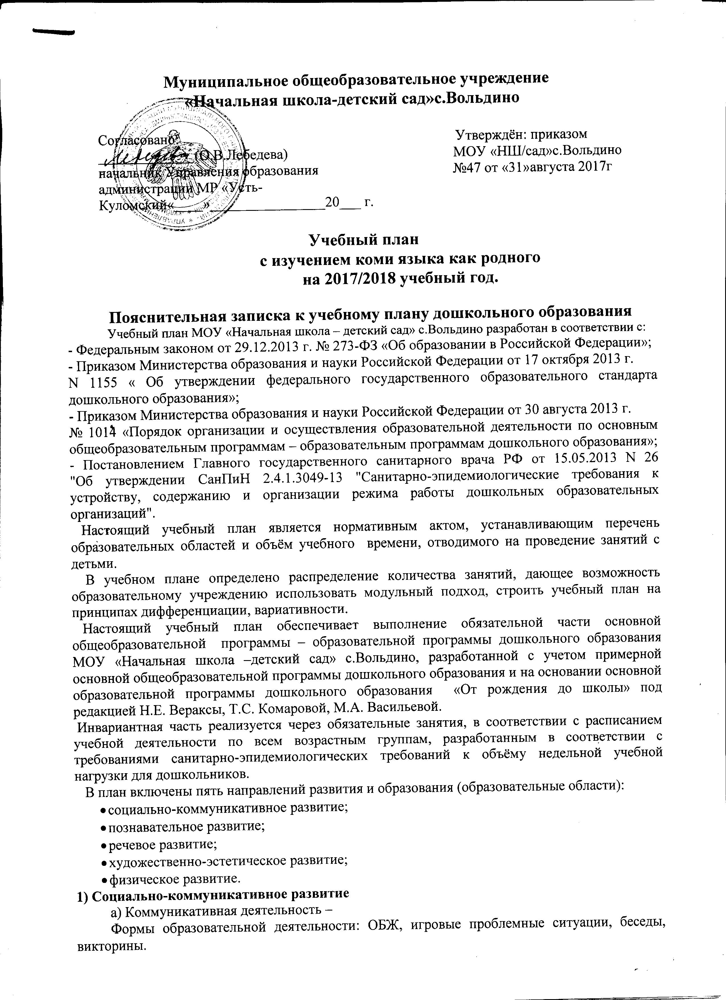 Муниципальное общеобразовательное учреждение
«Начальная школа-детский сад»с.Вольдино
Согласовано:
(О.В.Лебедева)
начальник Управления образования
администрации МР «Усть-
Куломский«____»________________20___ г.
Утверждён: приказом
МОУ «НШ/сад»с.Вольдино
№47 от «31»августа 2017г
Учебный план
с изучением коми языка как родного
на 2017/2018 учебный год.
Пояснительная записка к учебному плану дошкольного образования
Учебный план МОУ «Начальная школа – детский сад» с.Вольдино разработан в соответствии с:
- Федеральным законом от 29.12.2013 г. № 273-ФЗ «Об образовании в Российской Федерации»;
- Приказом Министерства образования и науки Российской Федерации от 17 октября 2013 г.
N 1155 « Об утверждении федерального государственного образовательного стандарта
дошкольного образования»;
- Приказом Министерства образования и науки Российской Федерации от 30 августа 2013 г.
№ 1014 «Порядок организации и осуществления образовательной деятельности по основным
общеобразовательным программам – образовательным программам дошкольного образования»;
- Постановлением Главного государственного санитарного врача РФ от 15.05.2013 N 26
"Об утверждении СанПиН 2.4.1.3049-13 "Санитарно-эпидемиологические требования к
устройству, содержанию и организации режима работы дошкольных образовательных
организаций".
Настоящий учебный план является нормативным актом, устанавливающим перечень
образовательных областей и объём учебного времени, отводимого на проведение занятий с
детьми.
В учебном плане определено распределение количества занятий, дающее возможность
образовательному учреждению использовать модульный подход, строить учебный план на
принципах дифференциации, вариативности.
Настоящий учебный план обеспечивает выполнение обязательной части основной
общеобразовательной программы – образовательной программы дошкольного образования
МОУ «Начальная школа –детский сад» с.Вольдино, разработанной с учетом примерной
основной общеобразовательной программы дошкольного образования и на основании основной
образовательной программы дошкольного образования «От рождения до школы» под
редакцией Н.Е. Вераксы, Т.С. Комаровой, М.А. Васильевой.
Инвариантная часть реализуется через обязательные занятия, в соответствии с расписанием
учебной деятельности по всем возрастным группам, разработанным в соответствии с
требованиями санитарно-эпидемиологических требований к объёму недельной учебной
нагрузки для дошкольников.
В план включены пять направлений развития и образования (образовательные области):
•социально-коммуникативное развитие;
•познавательное развитие;
•речевое развитие;
•художественно-эстетическое развитие;
•физическое развитие.
1) Социально-коммуникативное развитие
а) Коммуникативная деятельность –
Формы образовательной деятельности: ОБЖ, игровые проблемные ситуации, беседы,
викторины.